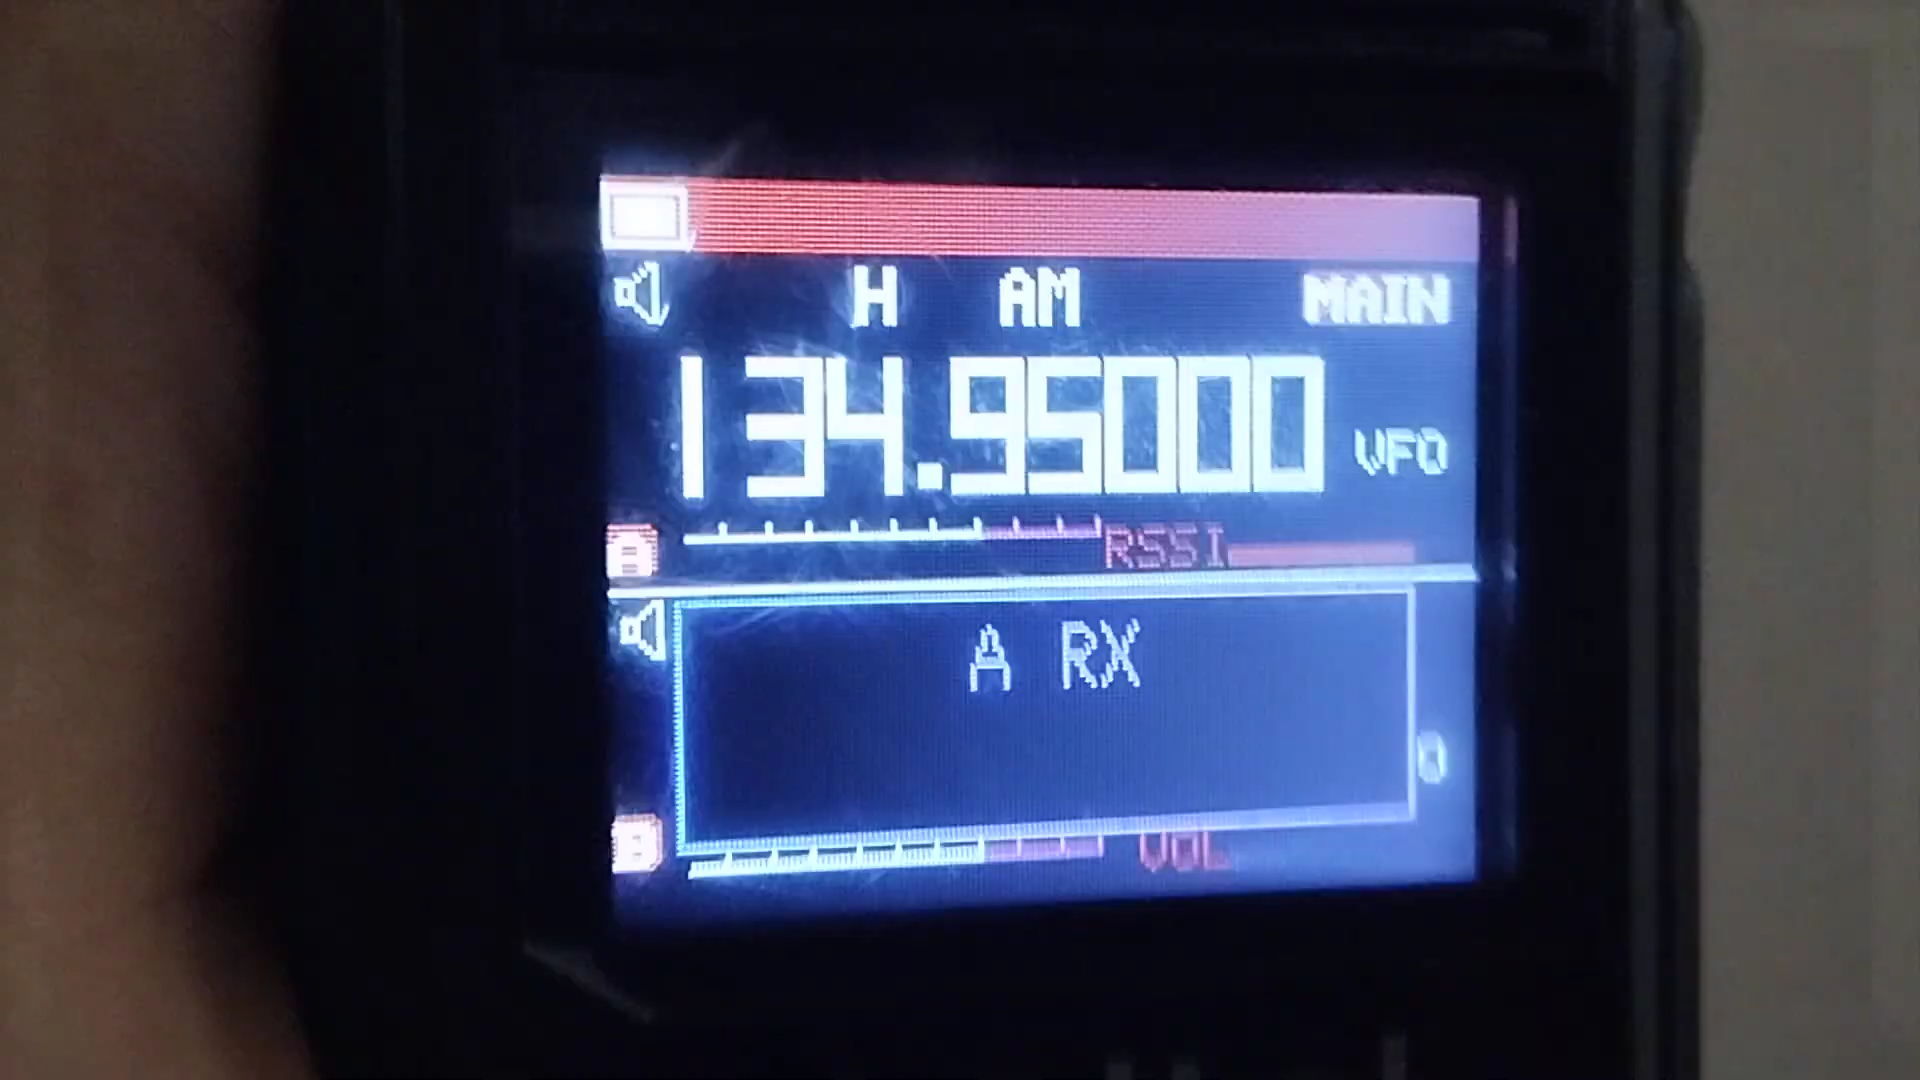 H AM MAIN
134.95000 VFO
A RSSI
A RX
B VOL